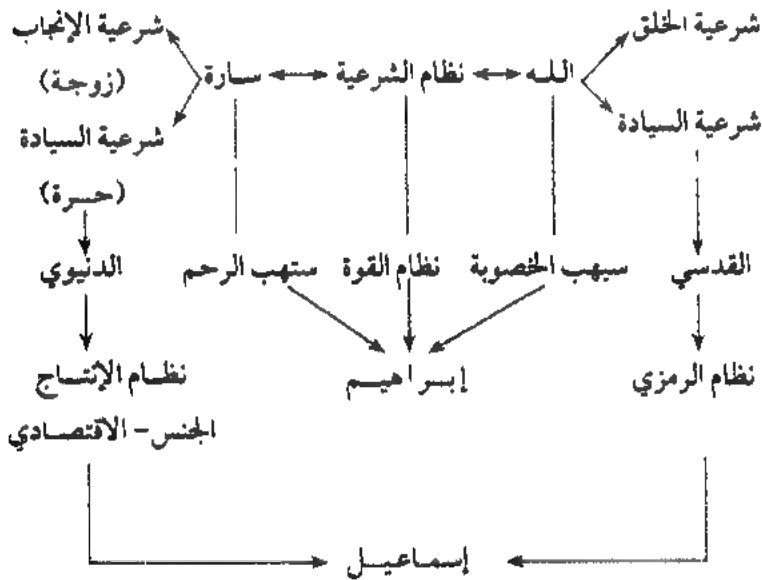 شرعية الخلق
شرعية الإنجاب
الله
نظام الشرعية
سارة
(زوجة)
شرعية السيادة
شرعية السيادة
(حرة)
القدسي
سيهب الخصوبة
نظام القوة
ستهب الرحم
الدنيوي
نظام الرمزي
إبراهيم
نظام الإنتاج
الجنس - الاقتصادي
إسماعيل